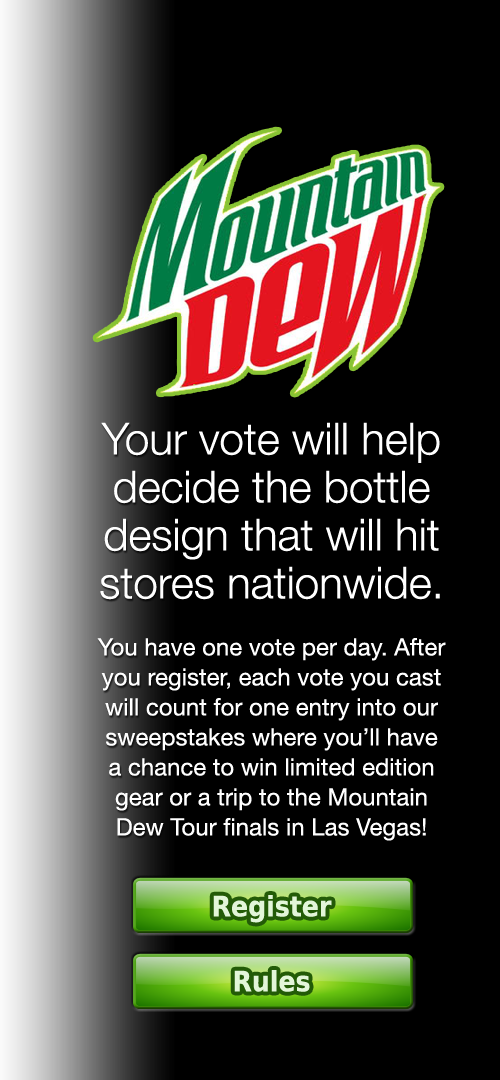 Mountain
Dew
Your vote will help
decide the bottle
design that will hit
stores nationwide.
You have one vote per day. After
you register, each vote you cast
will count for one entry into our
sweepstakes where you’ll have
a chance to win limited edition
gear or a trip to the Mountain
Dew Tour finals in Las Vegas!
Register
Rules